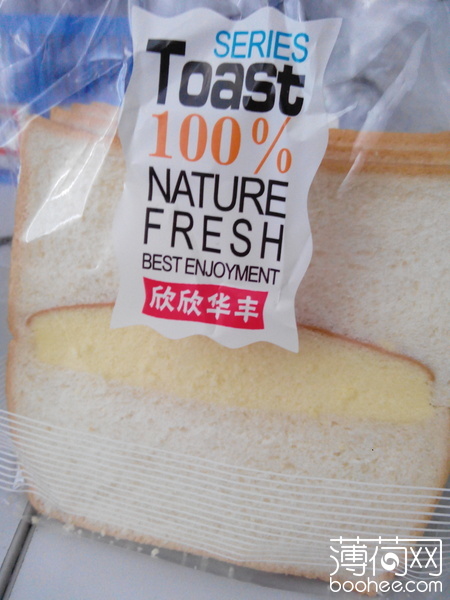 SERIES
Toast
100%
NATURE
FRESH
BEST ENJOYMENT
欣欣华丰
薄荷网
boohee.com